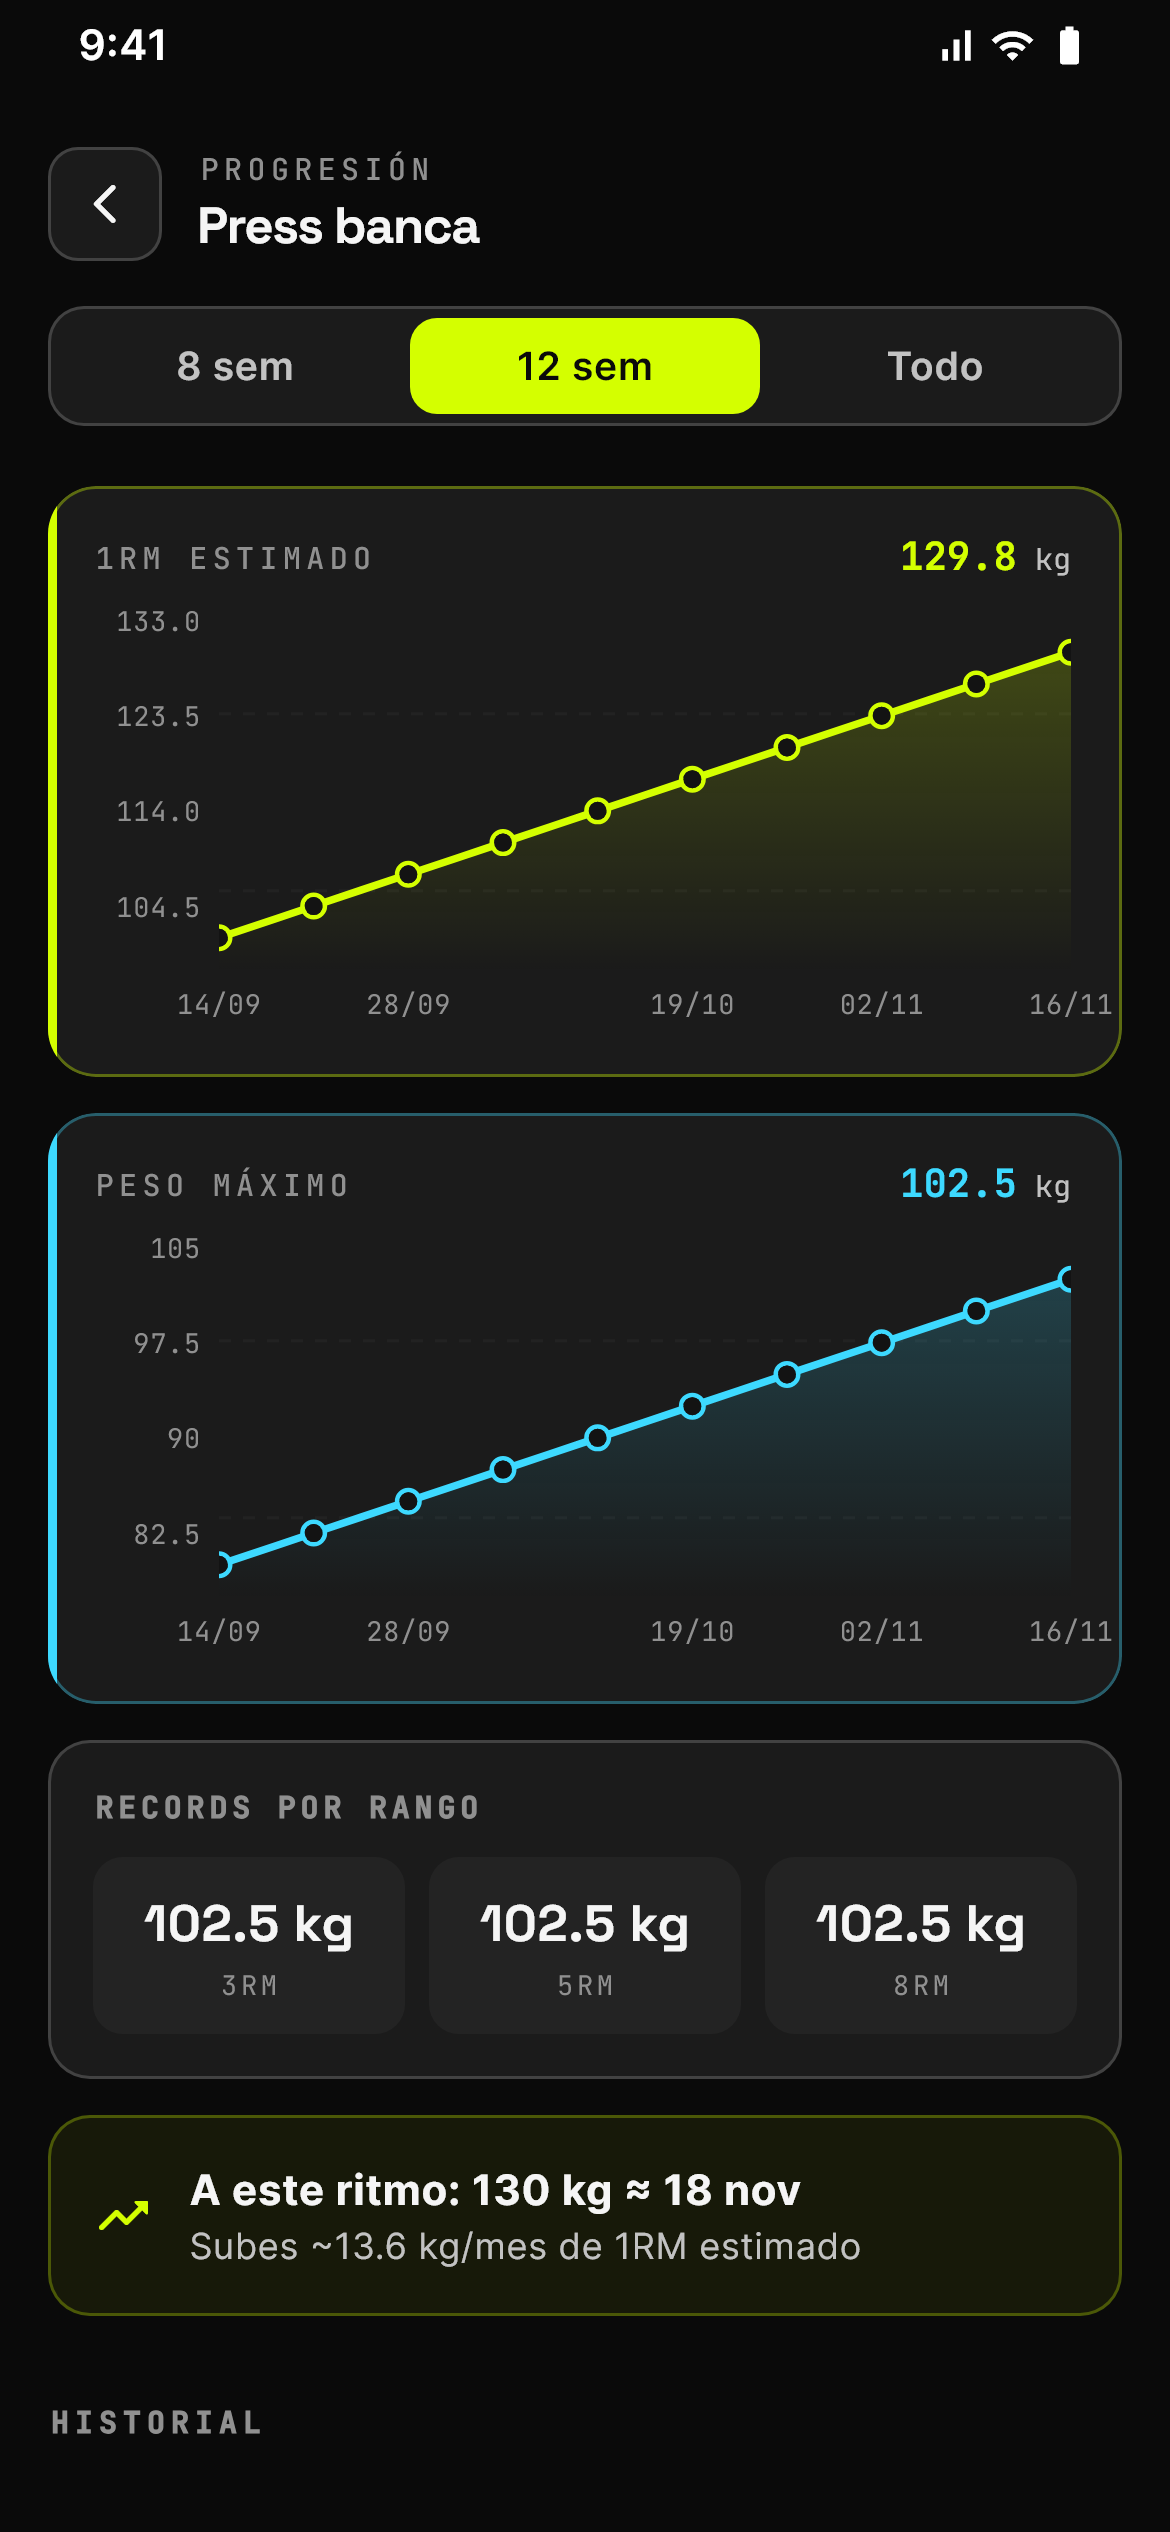 9:41
PROGRESIÓN
Press banca
8 sem 12 sem Todo
1RM ESTIMADO 129.8 kg
133.0
123.5
114.0
104.5
14/09 28/09 19/10 02/11 16/11
PESO MÁXIMO 102.5 kg
105
97.5
90
82.5
14/09 28/09 19/10 02/11 16/11
RECORDS POR RANGO
102.5 kg 102.5 kg 102.5 kg
3RM 5RM 8RM
A este ritmo: 130 kg ≈ 18 nov
Subes ~13.6 kg/mes de 1RM estimado
HISTORIAL